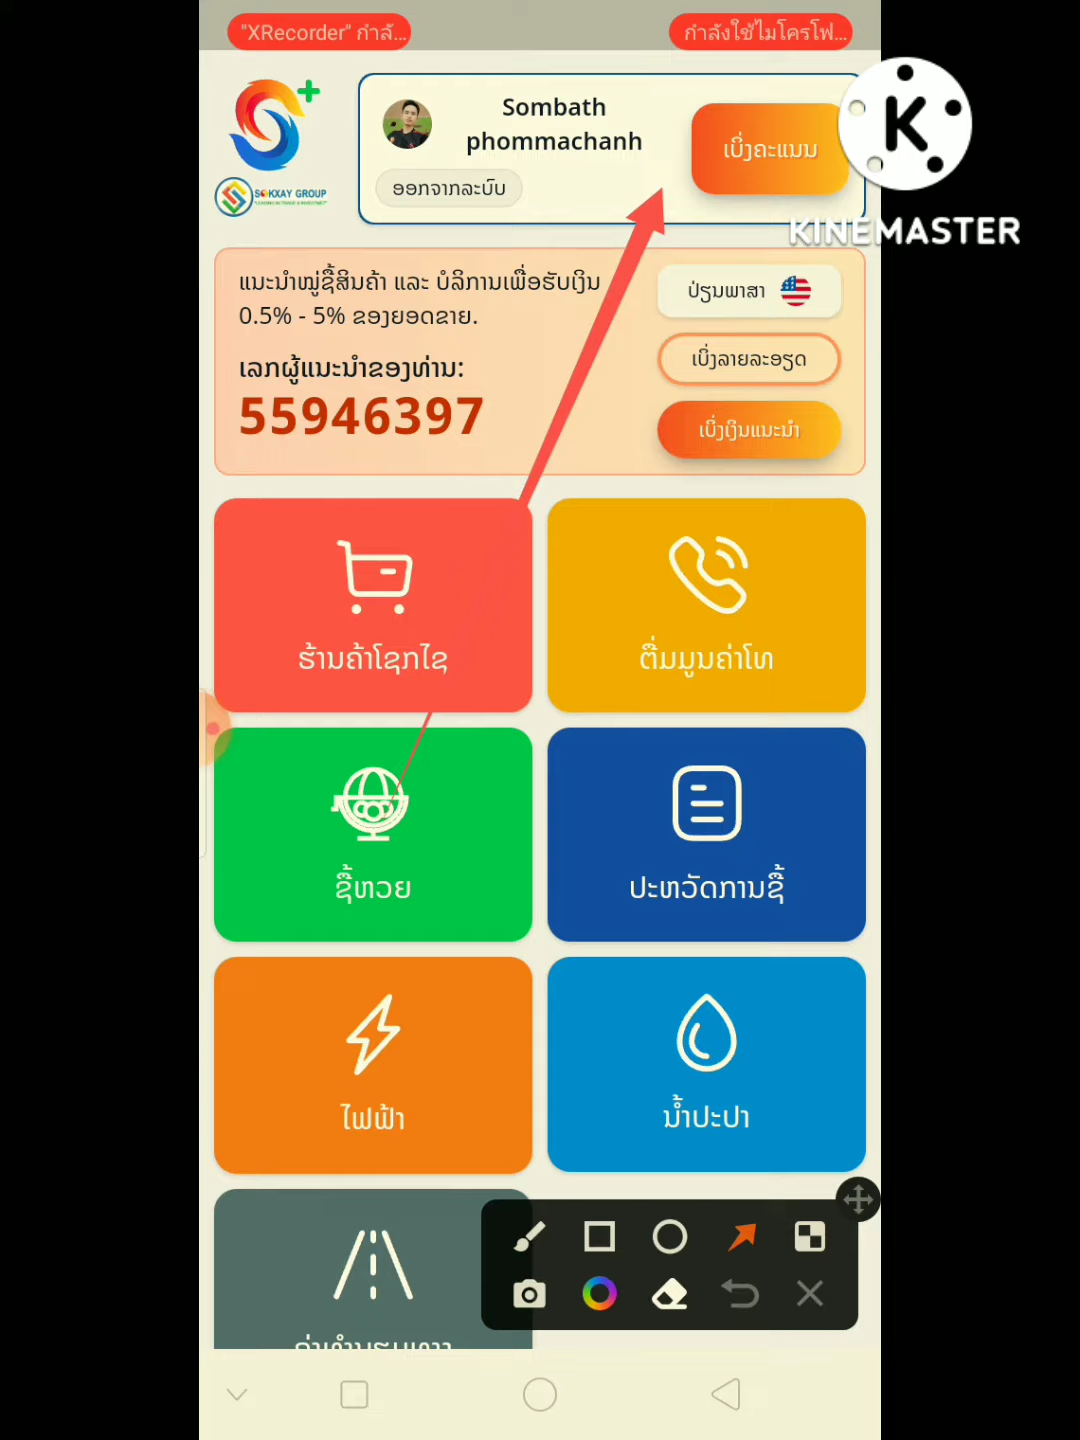 "XRecorder" ກຳລັ...
กำลังใช้ไมโครโฟ...
SOKXAY GROUP
Sombath
phommachanh
ອອກຈາກລະບົບ
ເບິ່ງຄະແນນ
K
KINEMASTER
ແນະນຳໝູ່ຊື້ສິນຄ້າ ແລະ ບໍລິການເພື່ອຮັບເງິນ
0.5% - 5% ຂອງຍອດຂາຍ.
ເລກຜູ້ແນະນຳຂອງທ່ານ:
55946397
ປ່ຽນພາສາ
ເບິ່ງລາຍລະອຽດ
ເບິ່ງເງິນແນະນຳ
ຮ້ານຄ້າໂຊກໄຊ
ຕື່ມມູນຄ່າໂທ
ຊື້ຫວຍ
ປະຫວັດການຊື້
ໄຟຟ້າ
ນ້ຳປະປາ